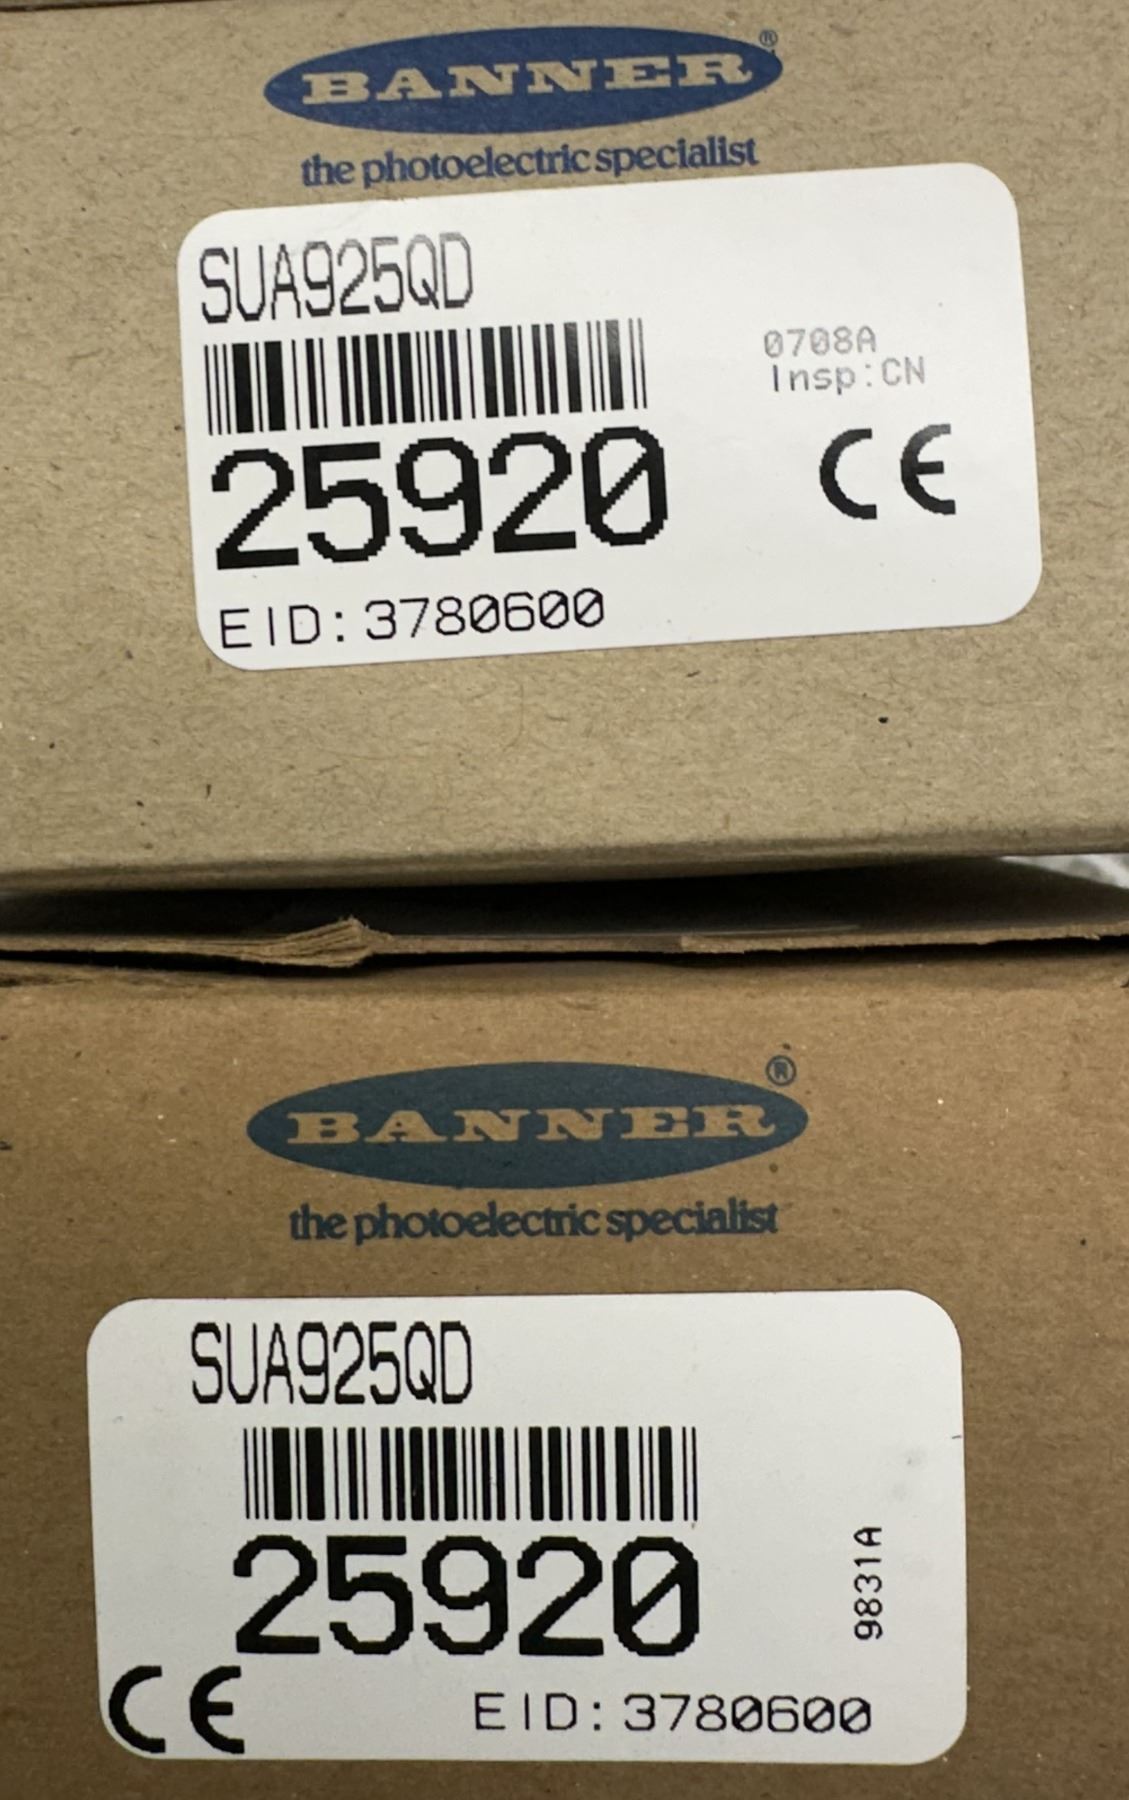 BANNER®
the photoelectric specialist
SUA925QD
0708A
Insp:CN
25920
CE
EID:3780600
BANNER®
the photoelectric specialist
SUA925QD
25920
9831A
CE
EID:3780600